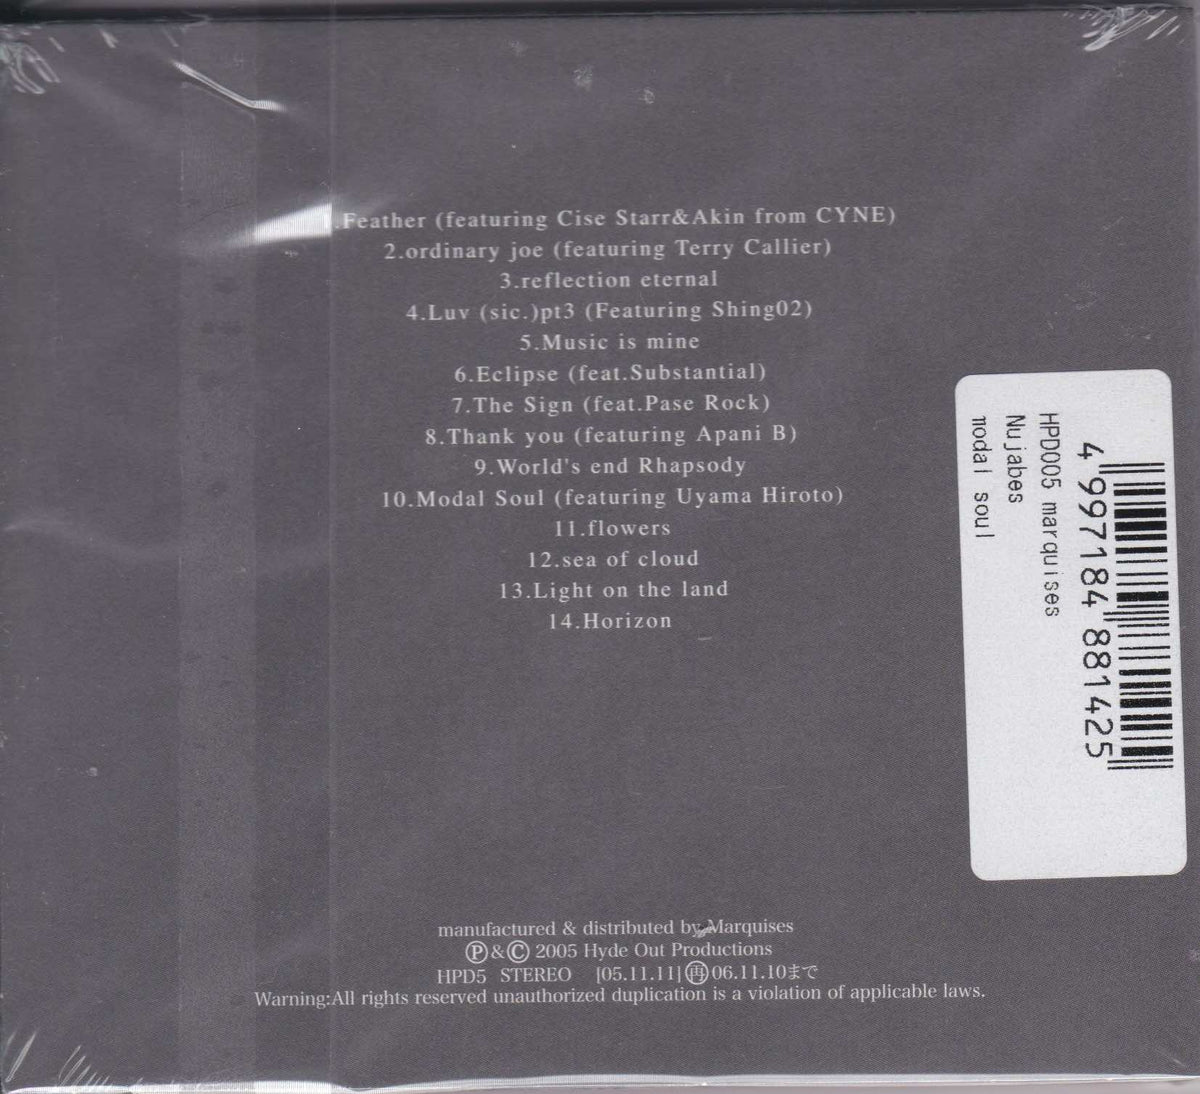 .Feather (featuring Cise Starr&Akin from CYNE)
2.ordinary joe (featuring Terry Callier)
3.reflection eternal
4.Luv (sic.)pt3 (Featuring Shing02)
5.Music is mine
6.Eclipse (feat.Substantial)
7.The Sign (feat.Pase Rock)
8.Thank you (featuring Apani B)
9.World's end Rhapsody
10.Modal Soul (featuring Uyama Hiroto)
11.flowers
12.sea of cloud
13.Light on the land
14.Horizon
4 997184 881425
HPD005 marquises
Nujabes
modal soul
manufactured & distributed by Marquises
Ⓟ&Ⓒ 2005 Hyde Out Productions
HPD5 STEREO [05.11.11]㊞06.11.10まで
Warning:All rights reserved unauthorized duplication is a violation of applicable laws.